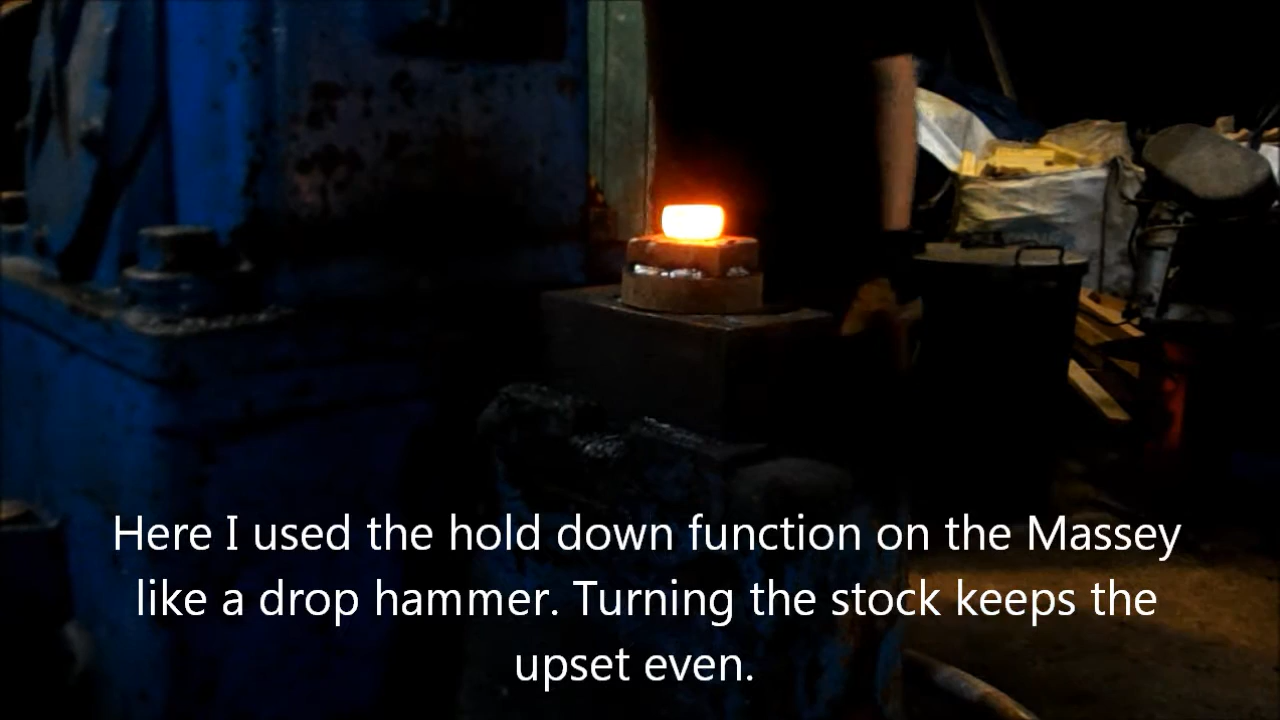 Here I used the hold down function on the Massey
like a drop hammer. Turning the stock keeps the
upset even.